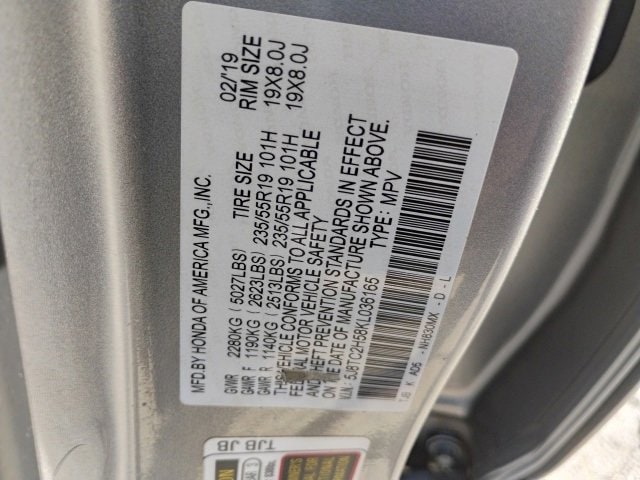 MFD.BY HONDA OF AMERICA MFG.,INC. 02/'19
TIRE SIZE RIM SIZE
GVWR 2280KG (5027LBS)
GAWR F 1190KG (2623LBS) 235/55R19 101H 19X8.0J
GAWR R 1140KG (2513LBS) 235/55R19 101H 19X8.0J
THIS VEHICLE CONFORMS TO ALL APPLICABLE
FEDERAL MOTOR VEHICLE SAFETY
AND THEFT PREVENTION STANDARDS IN EFFECT
ON THE DATE OF MANUFACTURE SHOWN ABOVE.
V.I.N.: 5J8TC2H58KL036165 TYPE: MPV
TJB K A05 -NH830MX -D-L
TJB JB